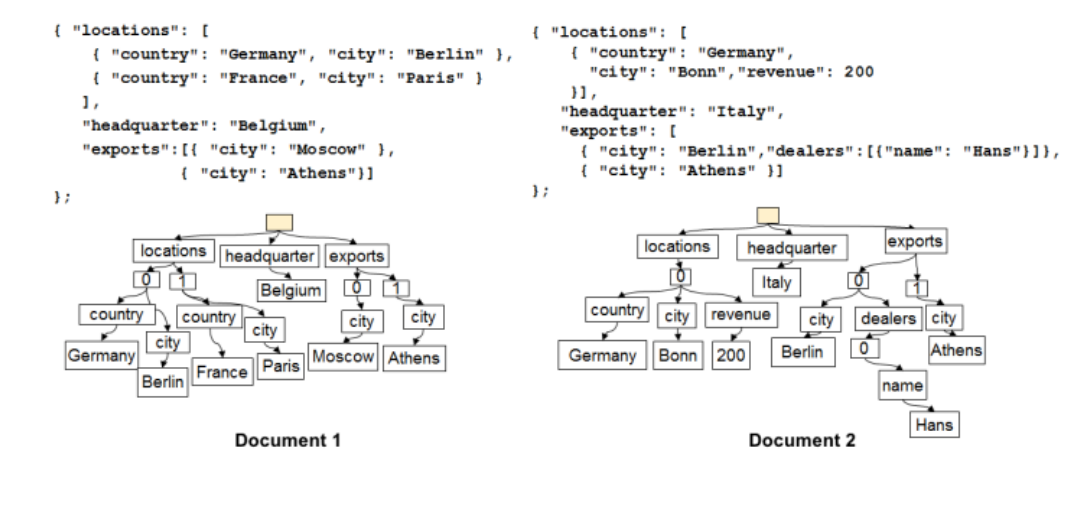 { "locations": [
{ "country": "Germany", "city": "Berlin" },
{ "country": "France", "city": "Paris" }
],
"headquarter": "Belgium",
"exports":[{ "city": "Moscow" },
{ "city": "Athens"}]
};
locations headquarter exports
0 1 Belgium 0 1
country country city city
city city
Germany Berlin France Paris Moscow Athens
Document 1
{ "locations": [
{ "country": "Germany",
"city": "Bonn","revenue": 200
}],
"headquarter": "Italy",
"exports": [
{ "city": "Berlin","dealers":[{"name": "Hans"}]},
{ "city": "Athens" }]
};
locations headquarter exports
0 Italy 0 1
country city revenue city dealers city
Germany Bonn 200 Berlin 0 Athens
name
Hans
Document 2